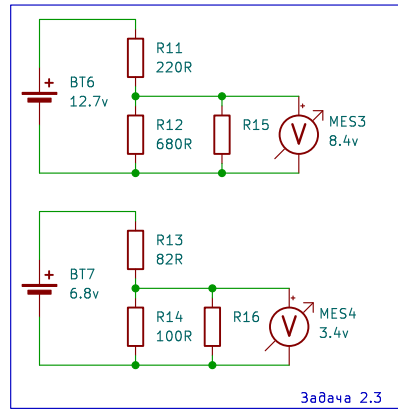 R11
220R
BT6
12.7v
R12
680R
R15
MES3
8.4v
V
R13
82R
BT7
6.8v
R14
100R
R16
MES4
3.4v
V
Задача 2.3